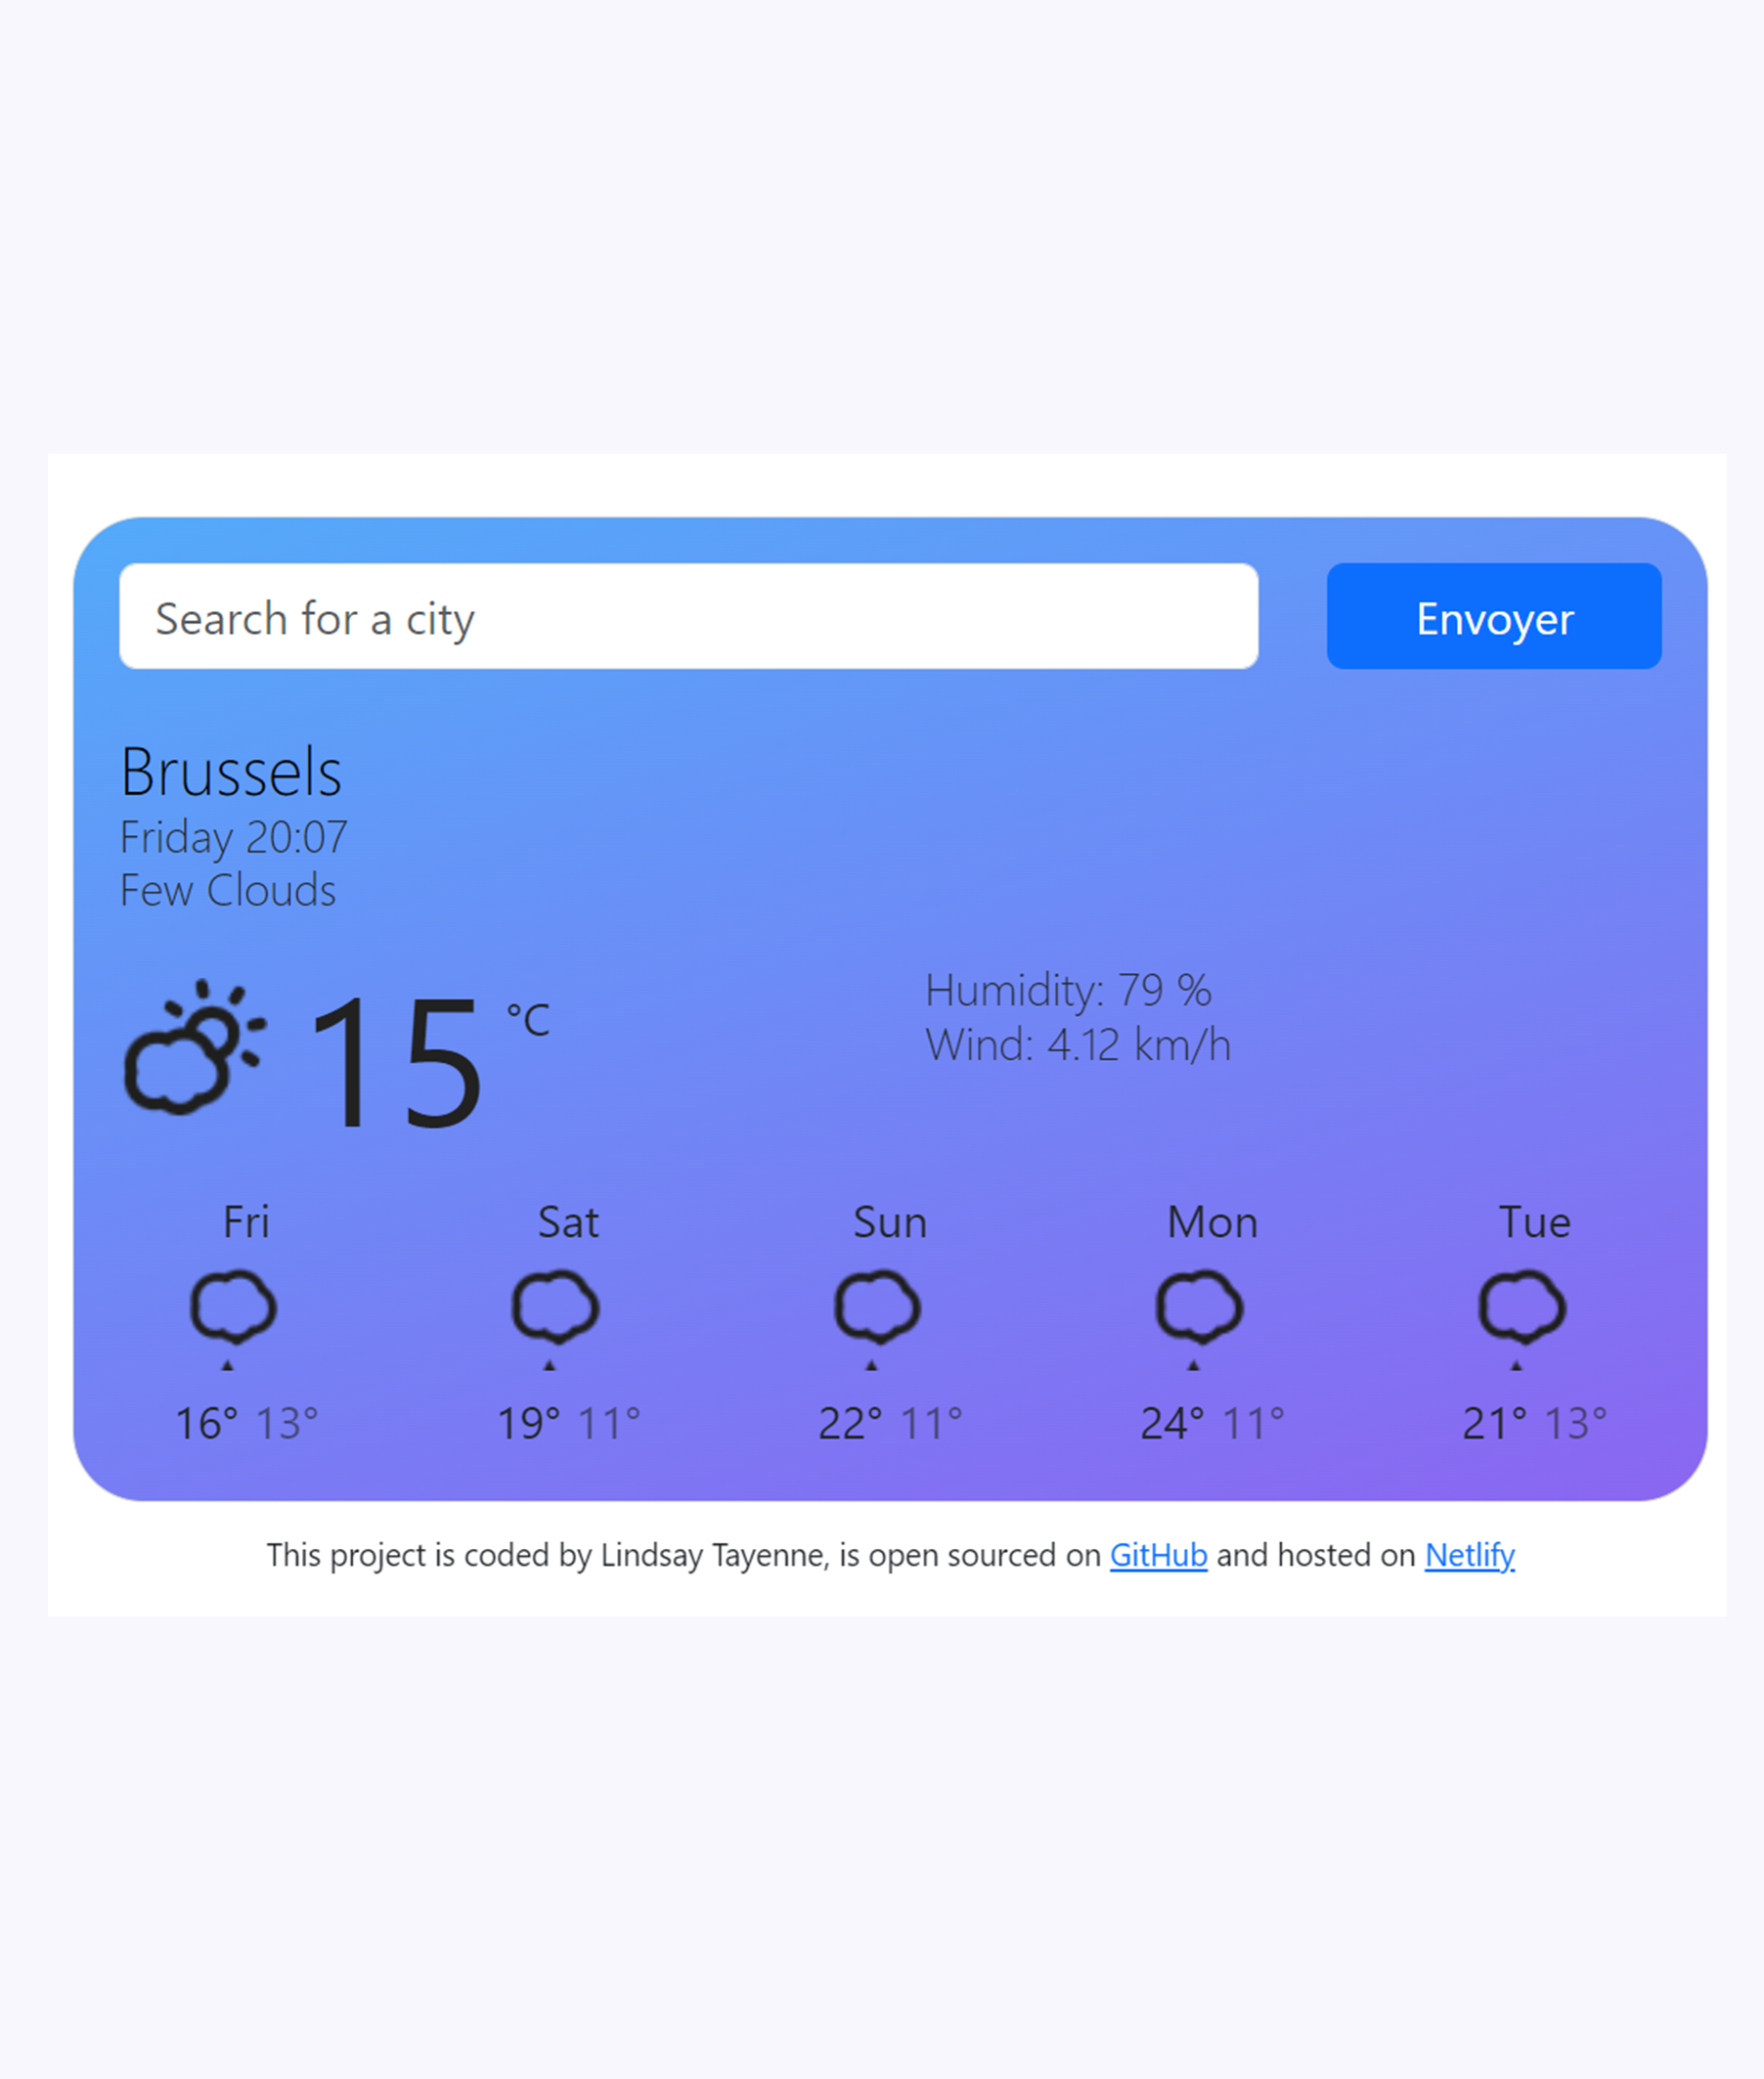 Search for a city
Envoyer
Brussels
Friday 20:07
Few Clouds
15 °C
Humidity: 79 %
Wind: 4.12 km/h
Fri Sat Sun Mon Tue
16° 13° 19° 11° 22° 11° 24° 11° 21° 13°
This project is coded by Lindsay Tayenne, is open sourced on GitHub and hosted on Netlify